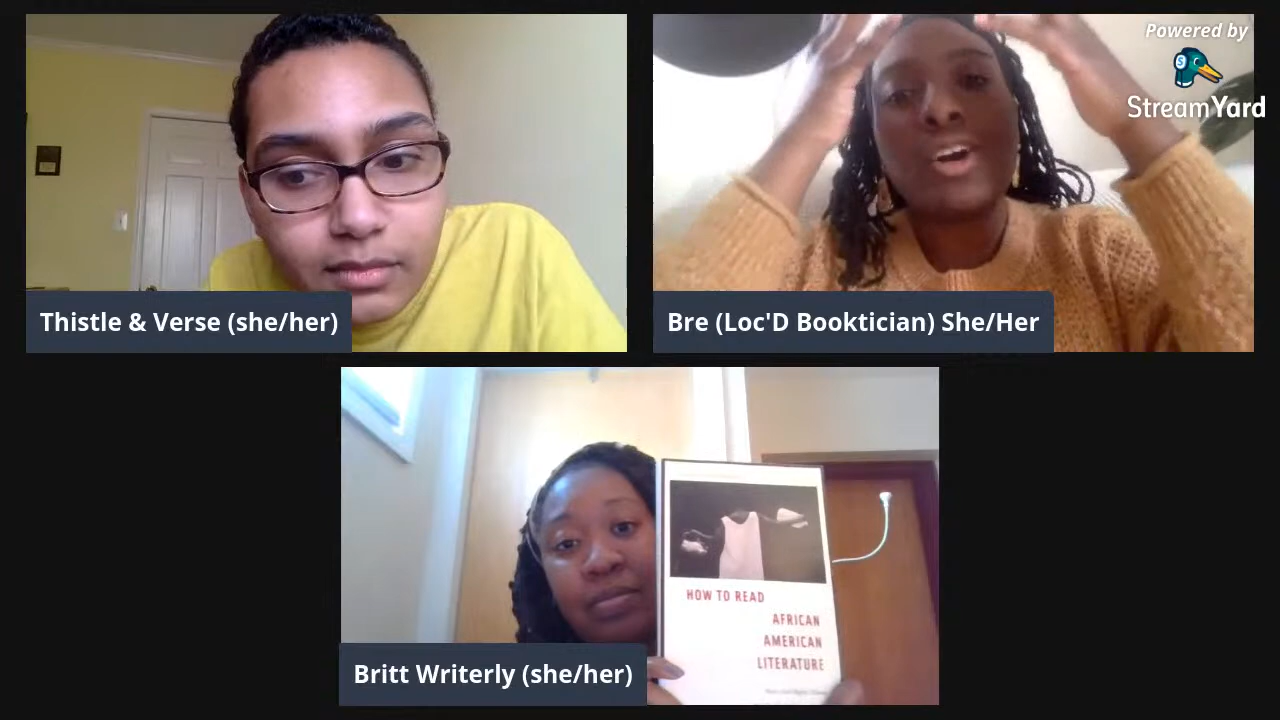 Powered by
StreamYard
Thistle & Verse (she/her)
Bre (Loc'D Booktician) She/Her
HOW TO READ
AFRICAN
AMERICAN
LITERATURE
Britt Writerly (she/her)